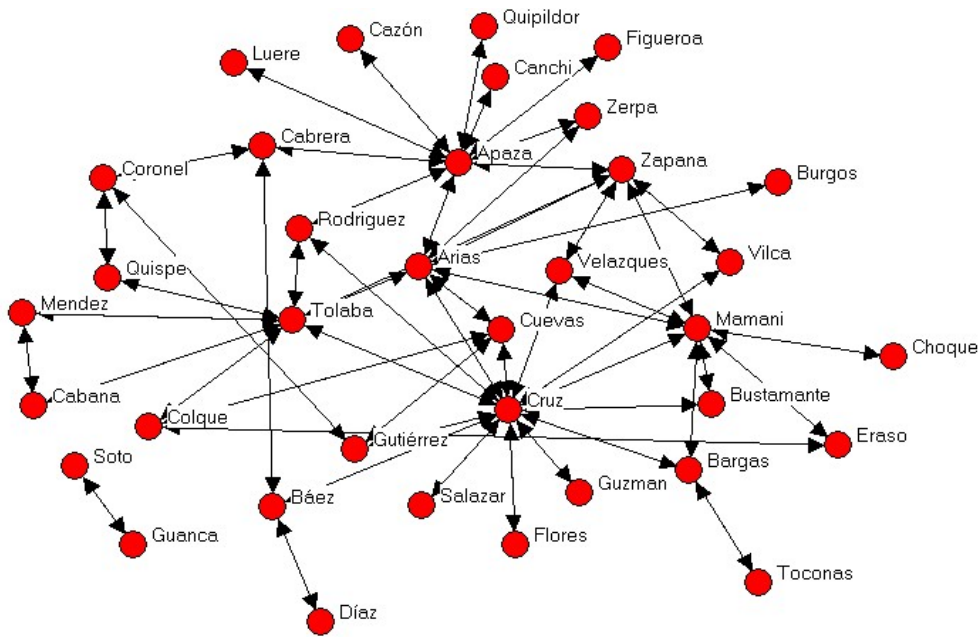 Quipildor
Cazón
Figueroa
Luere
Canchi
Zerpa
Cabrera
Apaza
Zapana
Coronel
Burgos
Rodriguez
Arias
Velazques
Vilca
Quispe
Mendez
Tolaba
Cuevas
Mamani
Choque
Cabana
Cruz
Bustamante
Colque
Gutiérrez
Eraso
Soto
Bargas
Báez
Salazar
Guzman
Guanca
Flores
Toconas
Díaz